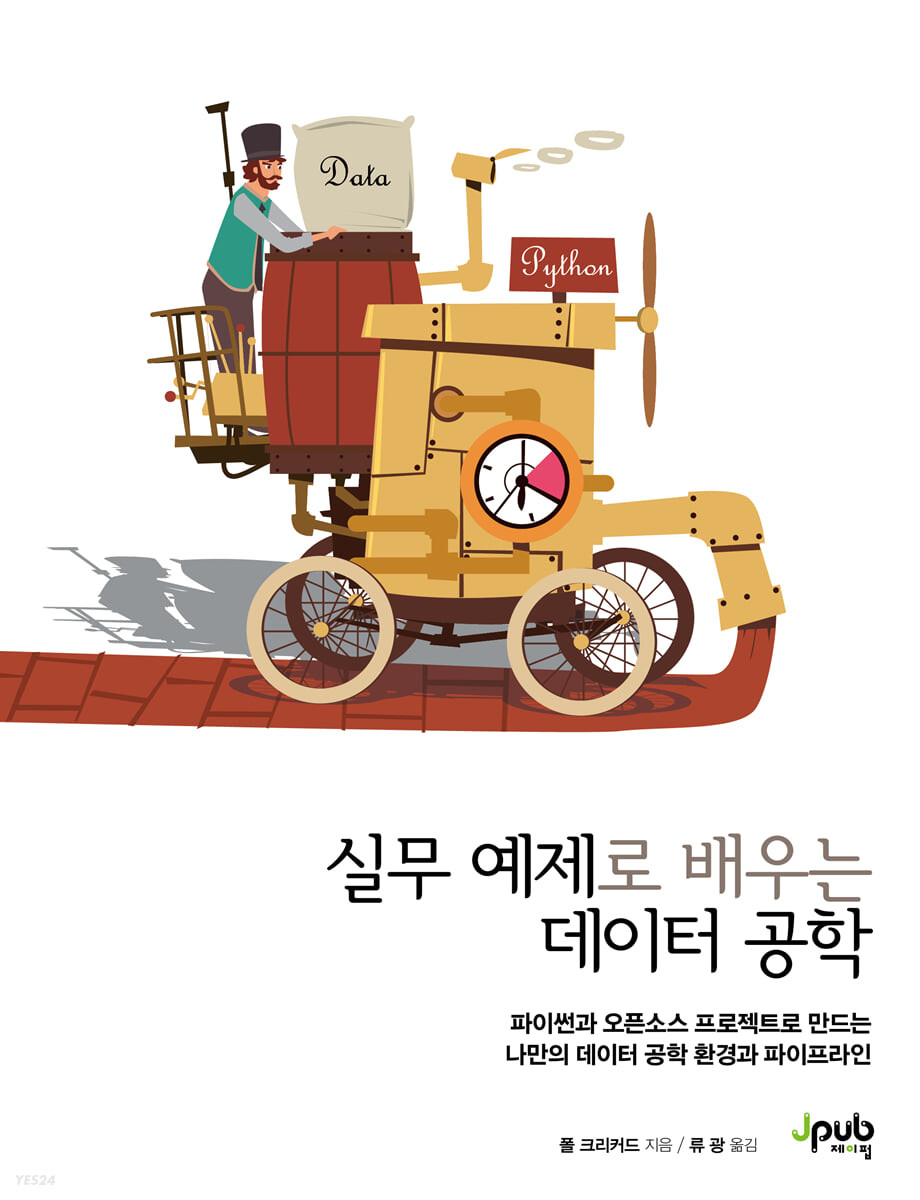 Data
Python
실무 예제로 배우는
데이터 공학
파이썬과 오픈소스 프로젝트로 만드는
나만의 데이터 공학 환경과 파이프라인
폴 크리커드 지음 / 류 광 옮김
Jpub
제이펍
YES24